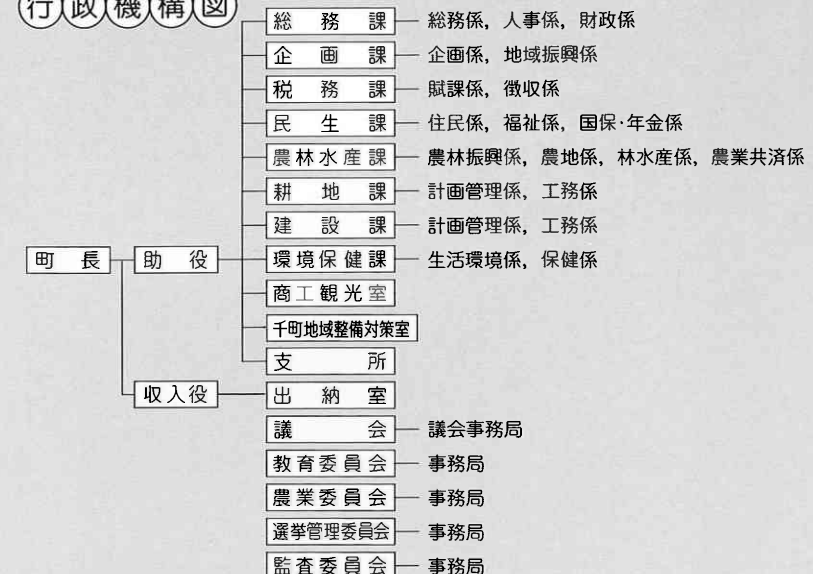 行政機構図
総務課 総務係，人事係，財政係
企画課 企画係，地域振興係
税務課 賦課係，徴収係
民生課 住民係，福祉係，国保・年金係
農林水産課 農林振興係，農地係，林水産係，農業共済係
耕地課 計画管理係，工務係
建設課 計画管理係，工務係
町長 助役 環境保健課 生活環境係，保健係
商工観光室
千町地域整備対策室
支所
収入役 出納室
議会 議会事務局
教育委員会 事務局
農業委員会 事務局
選挙管理委員会 事務局
監査委員会 事務局